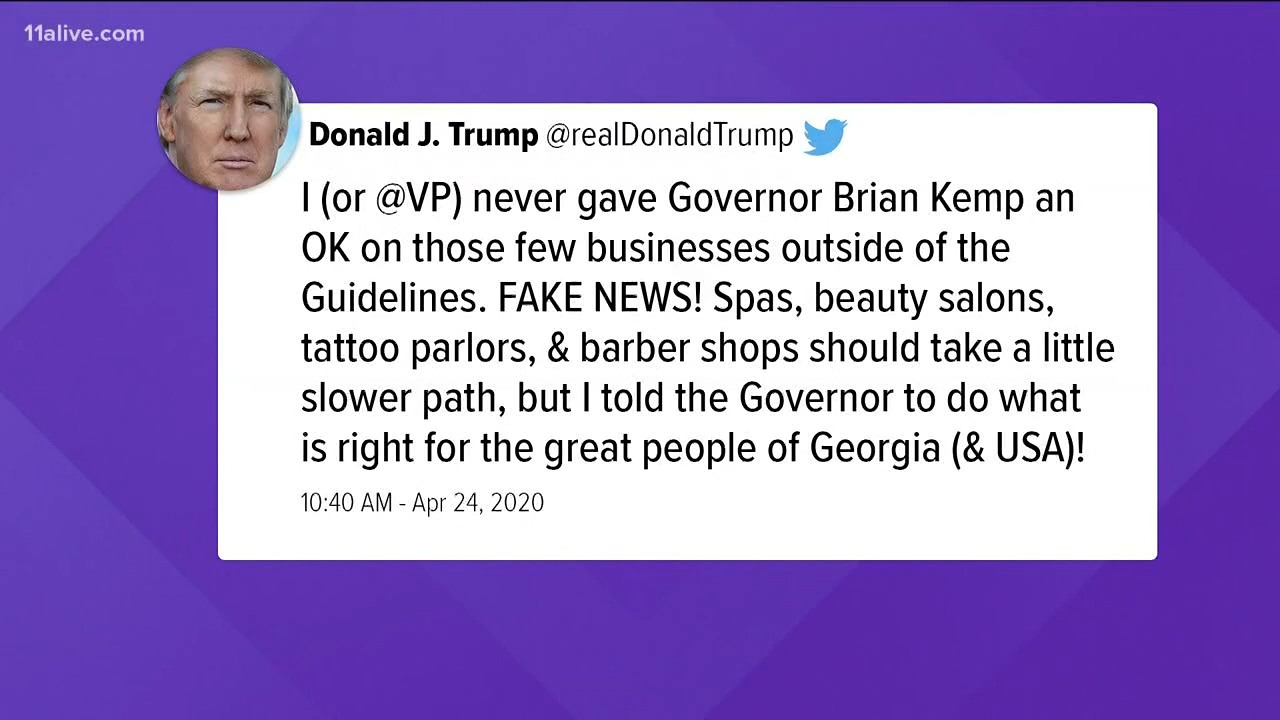 11alive.com
Donald J. Trump @realDonaldTrump
I (or @VP) never gave Governor Brian Kemp an
OK on those few businesses outside of the
Guidelines. FAKE NEWS! Spas, beauty salons,
tattoo parlors, & barber shops should take a little
slower path, but I told the Governor to do what
is right for the great people of Georgia (& USA)!
10:40 AM - Apr 24, 2020